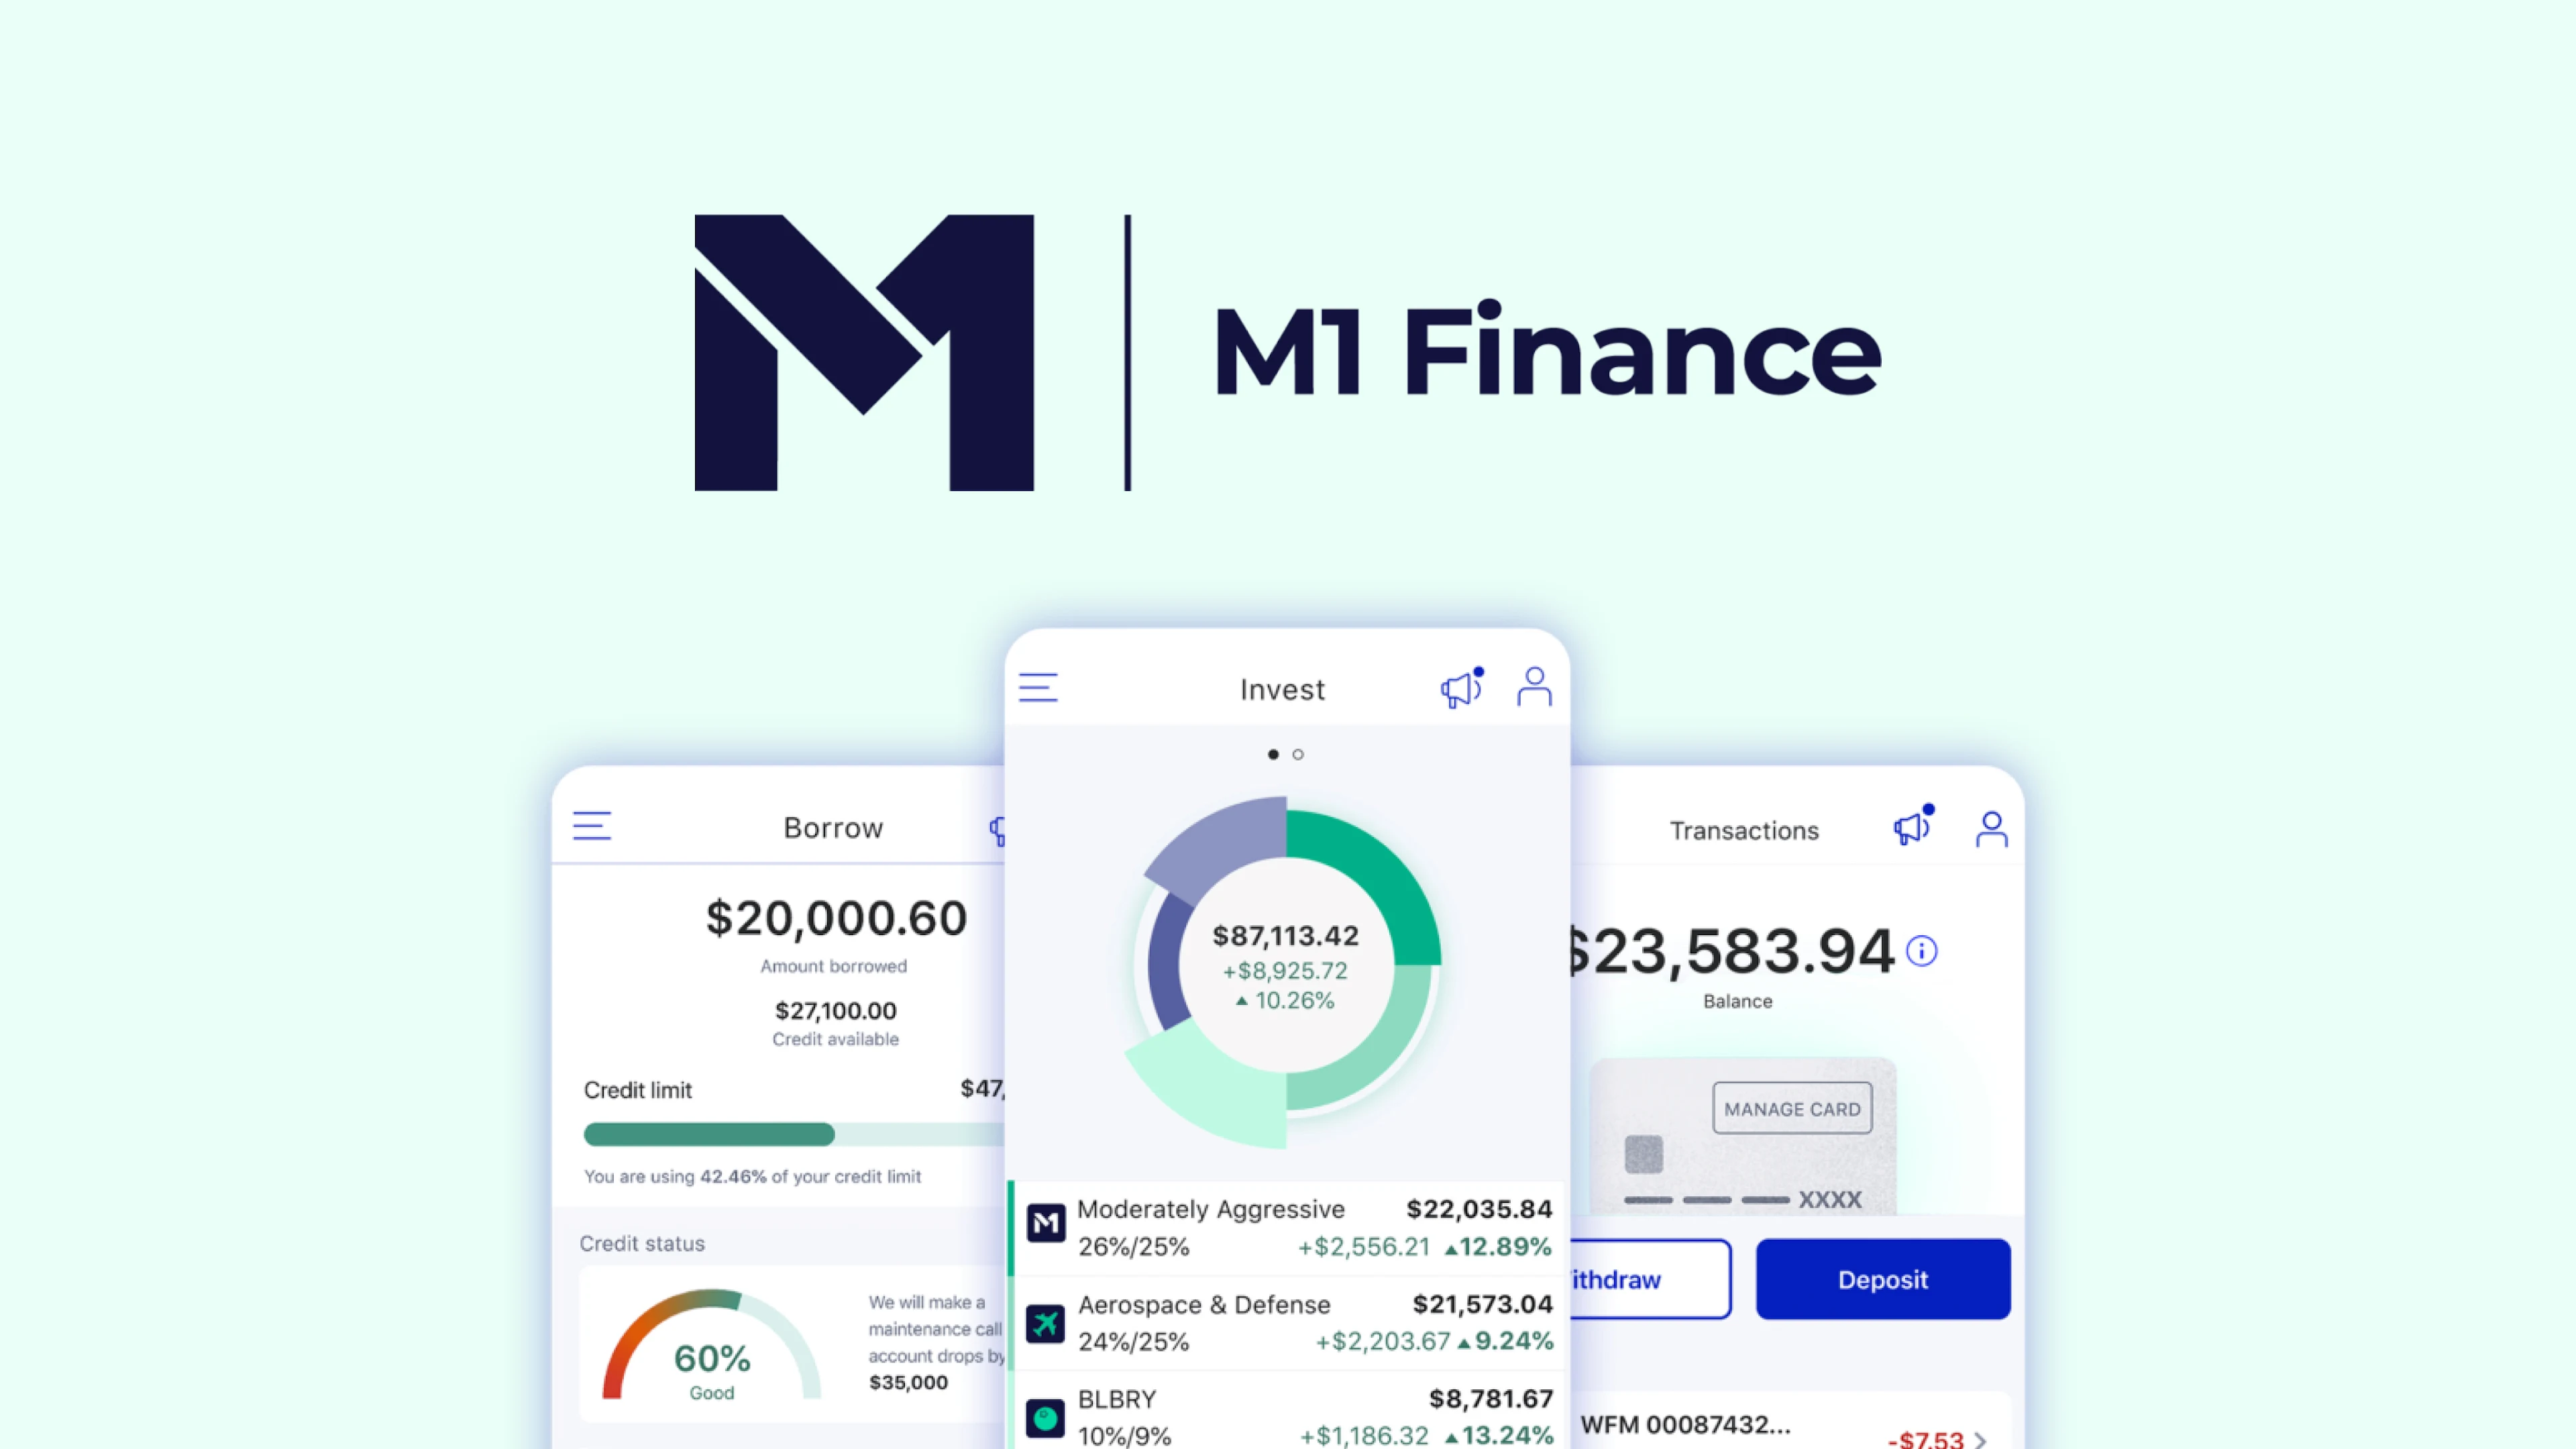 M1 Finance
Borrow
$20,000.60
Amount borrowed
$27,100.00
Credit available
Credit limit
$47,
You are using 42.46% of your credit limit
Credit status
60%
Good
We will make a
maintenance call
account drops by
$35,000
Invest
$87,113.42
+$8,925.72
▲ 10.26%
Moderately Aggressive $22,035.84
26%/25% +$2,556.21 ▲12.89%
Aerospace & Defense $21,573.04
24%/25% +$2,203.67 ▲9.24%
BLBRY $8,781.67
10%/9% +$1,186.32 ▲13.24%
Transactions
$23,583.94
Balance
MANAGE CARD
XXXX
ithdraw
Deposit
WFM 00087432...
-$7.53